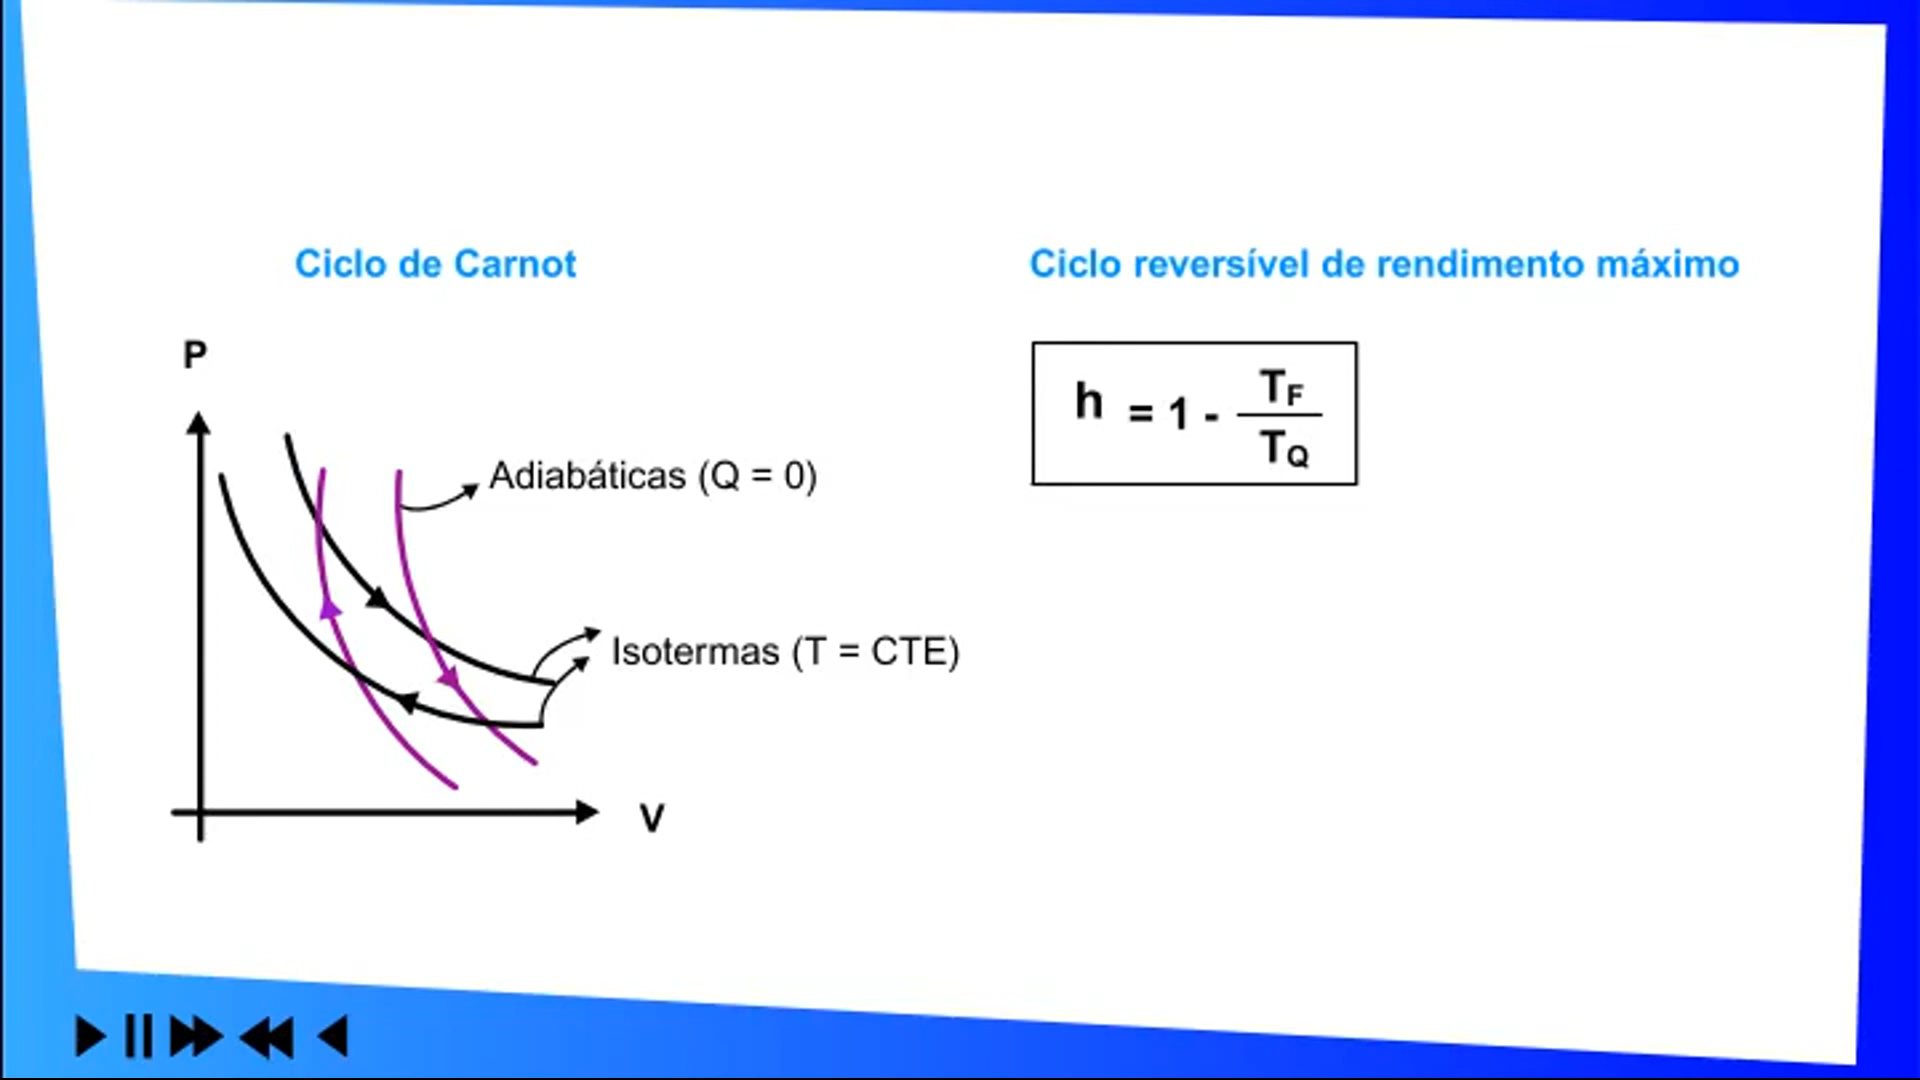 Ciclo de Carnot
P
Adiabáticas (Q = 0)
Isotermas (T = CTE)
V
Ciclo reversível de rendimento máximo
h = 1 - TF
TQ